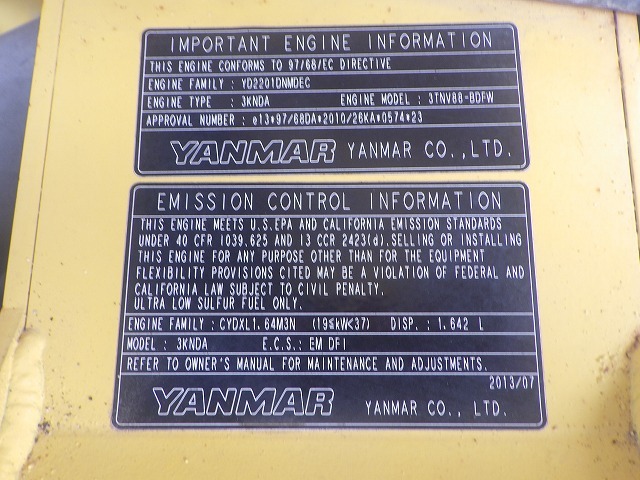 IMPORTANT ENGINE INFORMATION
THIS ENGINE CONFORMS TO 97/68/EC DIRECTIVE
ENGINE FAMILY : YD2201DNMDEC
ENGINE TYPE : 3KNDA ENGINE MODEL : 3TNV88-BDFW
APPROVAL NUMBER : e13*97/68DA*2010/26KA*0574*23
YANMAR YANMAR CO.,LTD.
EMISSION CONTROL INFORMATION
THIS ENGINE MEETS U.S.EPA AND CALIFORNIA EMISSION STANDARDS
UNDER 40 CFR 1039.625 AND 13 CCR 2423(d).SELLING OR INSTALLING
THIS ENGINE FOR ANY PURPOSE OTHER THAN FOR THE EQUIPMENT
FLEXIBILITY PROVISIONS CITED MAY BE A VIOLATION OF FEDERAL AND
CALIFORNIA LAW SUBJECT TO CIVIL PENALTY.
ULTRA LOW SULFUR FUEL ONLY.
ENGINE FAMILY : CYDXL1.64M3N (19≦kW<37) DISP. : 1.642 L
MODEL : 3KNDA E.C.S. : EM DFI
REFER TO OWNER'S MANUAL FOR MAINTENANCE AND ADJUSTMENTS.
2013/07
YANMAR YANMAR CO., LTD.